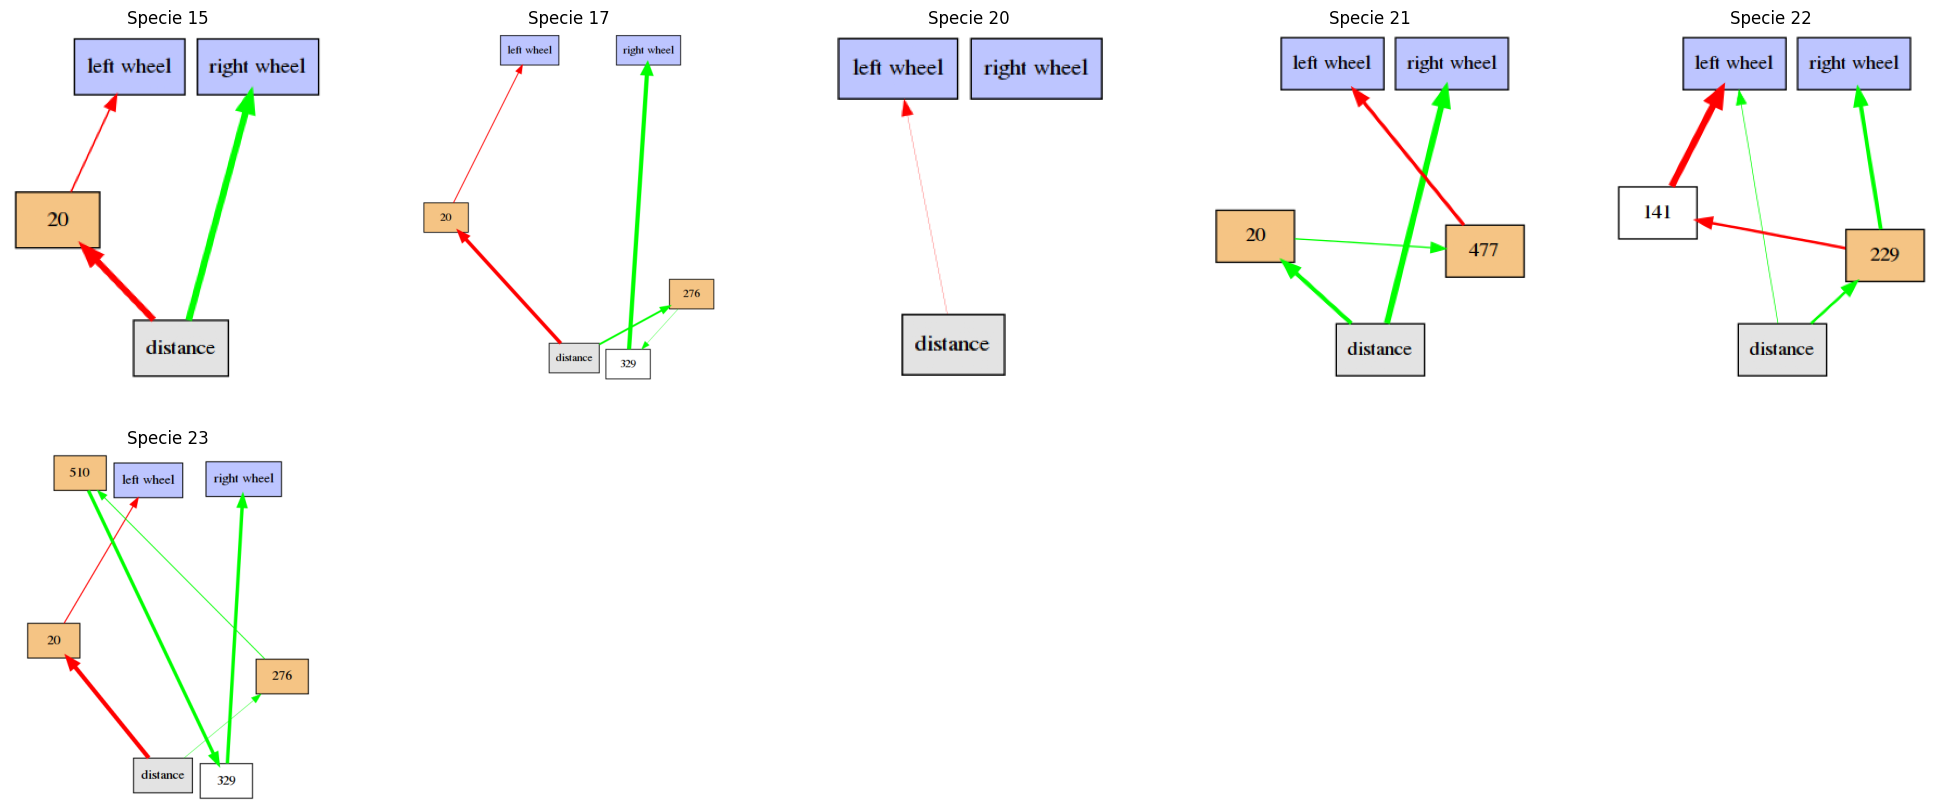 Specie 15
left wheel
right wheel
20
distance
Specie 17
left wheel
right wheel
20
276
distance
329
Specie 20
left wheel
right wheel
distance
Specie 21
left wheel
right wheel
20
477
distance
Specie 22
left wheel
right wheel
141
229
distance
Specie 23
510
left wheel
right wheel
20
276
distance
329